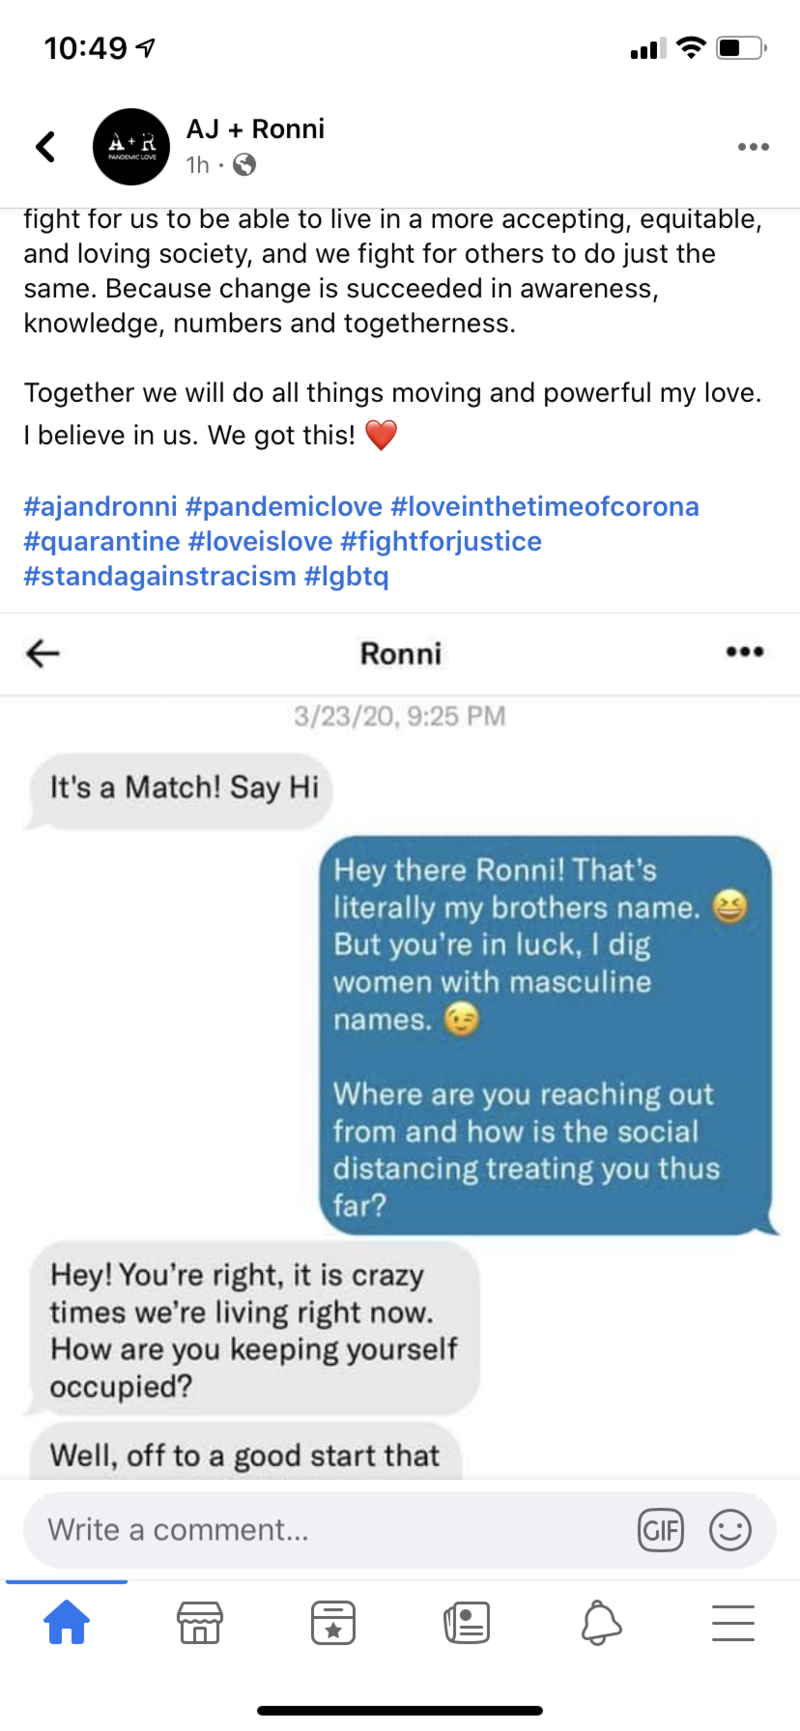 10:49
A+R
PANDEMIC LOVE
AJ + Ronni
1h ·
fight for us to be able to live in a more accepting, equitable,
and loving society, and we fight for others to do just the
same. Because change is succeeded in awareness,
knowledge, numbers and togetherness.
Together we will do all things moving and powerful my love.
I believe in us. We got this! ❤️
#ajandronni #pandemiclove #loveinthetimeofcorona
#quarantine #loveislove #fightforjustice
#standagainstracism #lgbtq
Ronni
3/23/20, 9:25 PM
It's a Match! Say Hi
Hey there Ronni! That's
literally my brothers name. 😆
But you're in luck, I dig
women with masculine
names. 😉
Where are you reaching out
from and how is the social
distancing treating you thus
far?
Hey! You're right, it is crazy
times we're living right now.
How are you keeping yourself
occupied?
Well, off to a good start that
Write a comment...
GIF